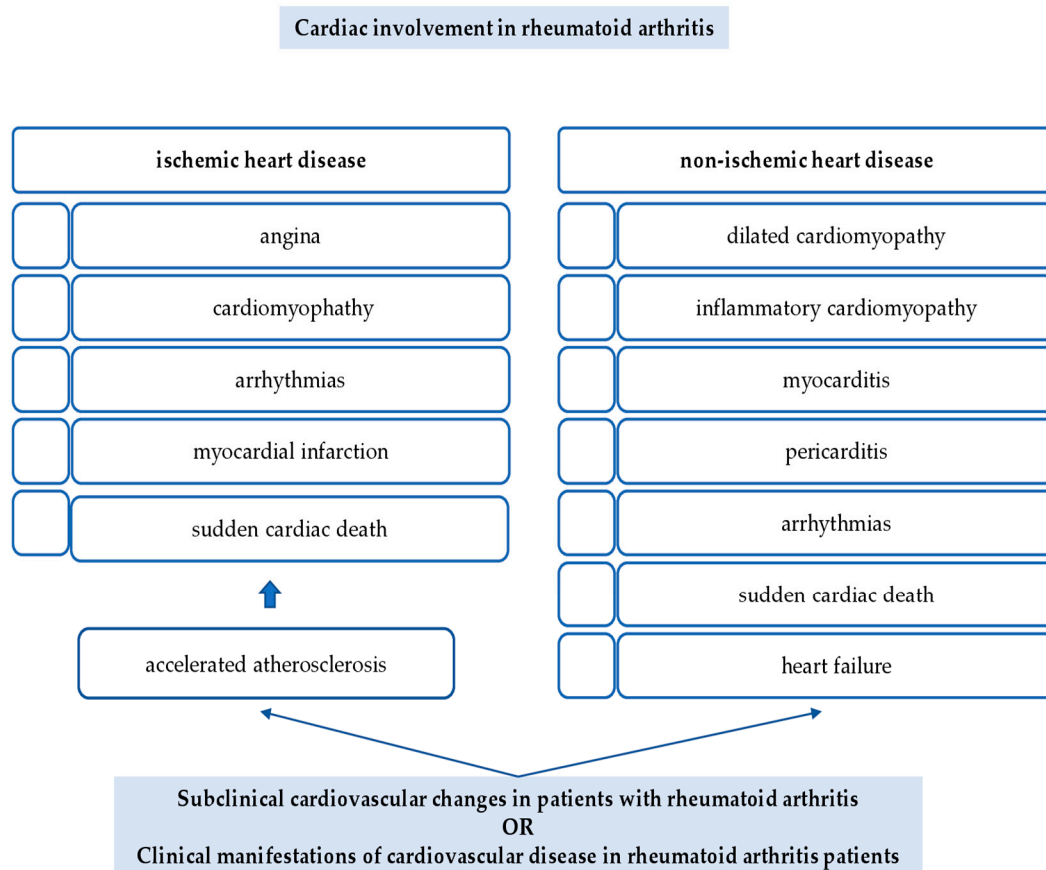 Cardiac involvement in rheumatoid arthritis
ischemic heart disease
angina
cardiomyophathy
arrhythmias
myocardial infarction
sudden cardiac death
accelerated atherosclerosis
non-ischemic heart disease
dilated cardiomyopathy
inflammatory cardiomyopathy
myocarditis
pericarditis
arrhythmias
sudden cardiac death
heart failure
Subclinical cardiovascular changes in patients with rheumatoid arthritis
OR
Clinical manifestations of cardiovascular disease in rheumatoid arthritis patients